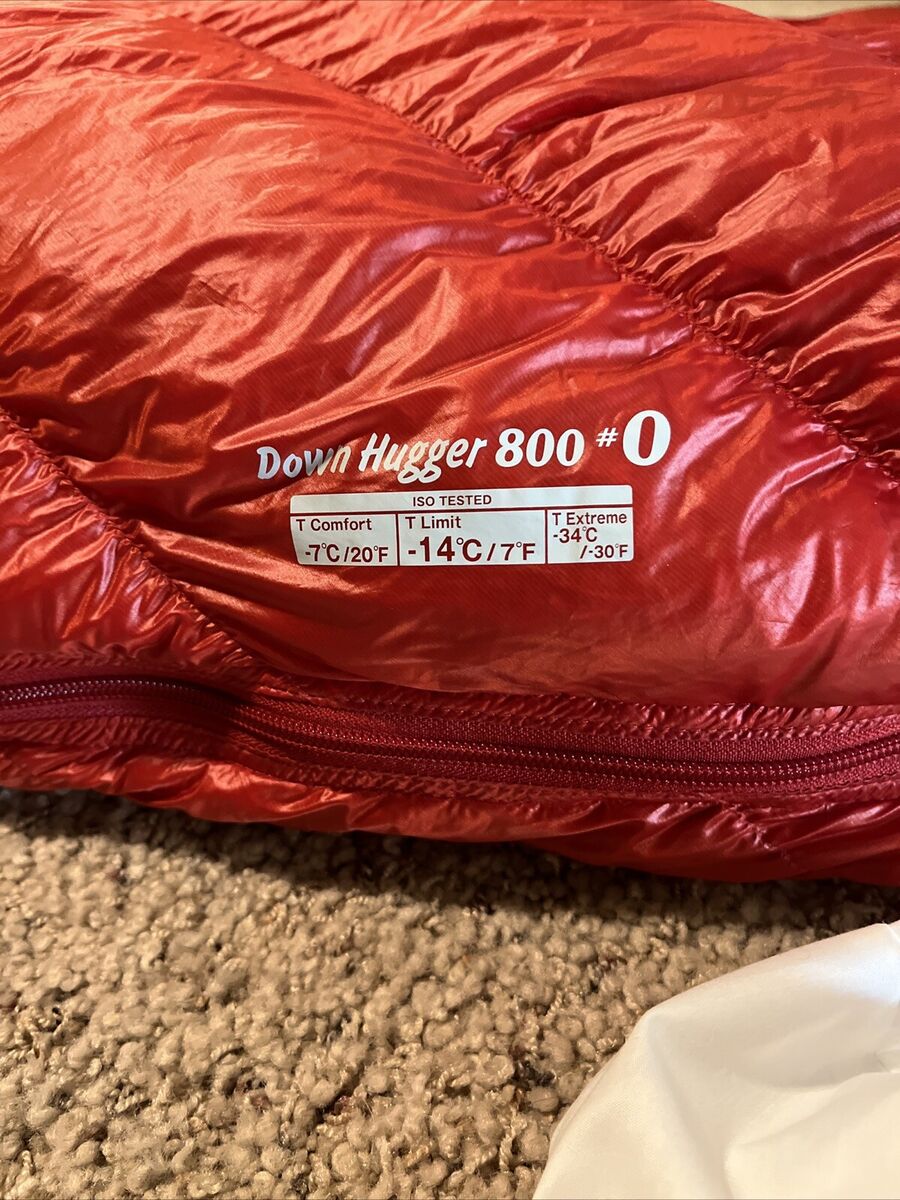 Down Hugger 800 #0
ISO TESTED
T Comfort
-7℃/20℉
T Limit
-14℃/7℉
T Extreme
-34℃
/-30℉